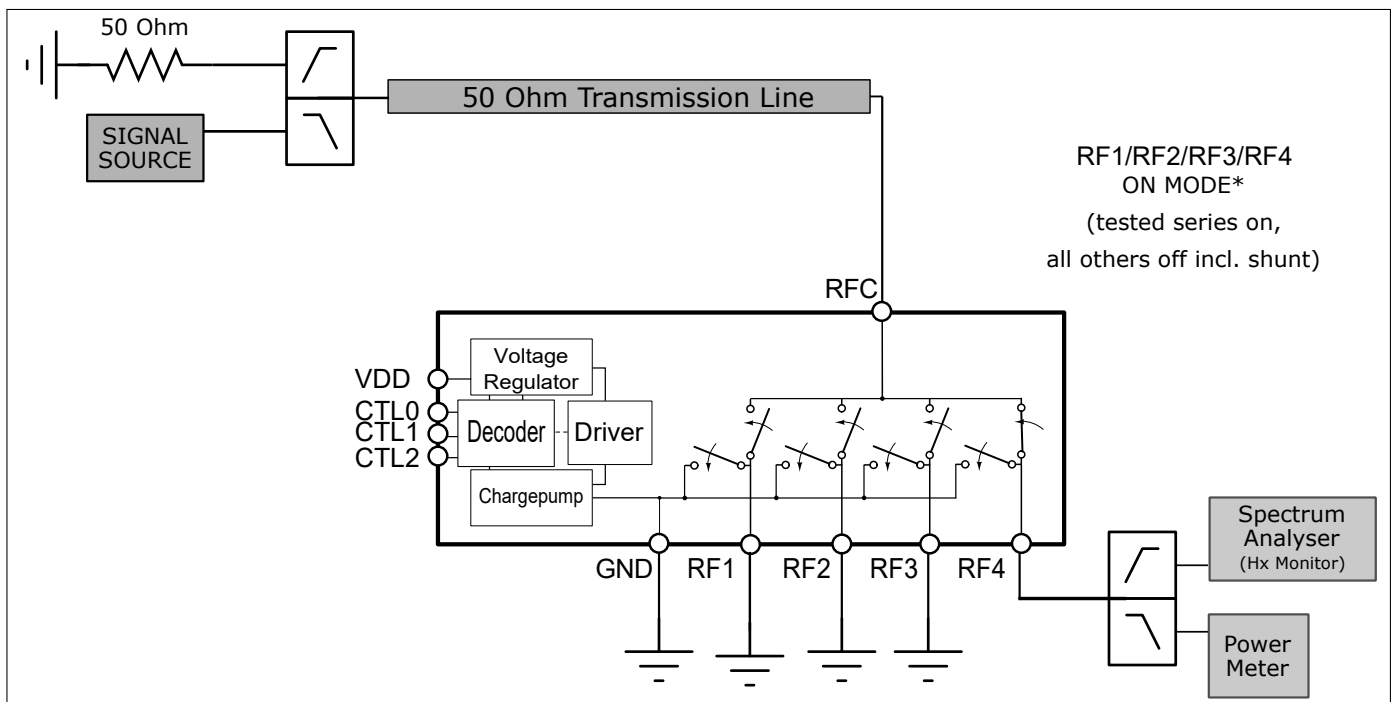 50 Ohm
SIGNAL
SOURCE
50 Ohm Transmission Line
RF1/RF2/RF3/RF4
ON MODE*
(tested series on,
all others off incl. shunt)
RFC
VDD
CTL0
CTL1
CTL2
Voltage
Regulator
Decoder
Driver
Chargepump
GND
RF1
RF2
RF3
RF4
Spectrum
Analyser
(Hx Monitor)
Power
Meter